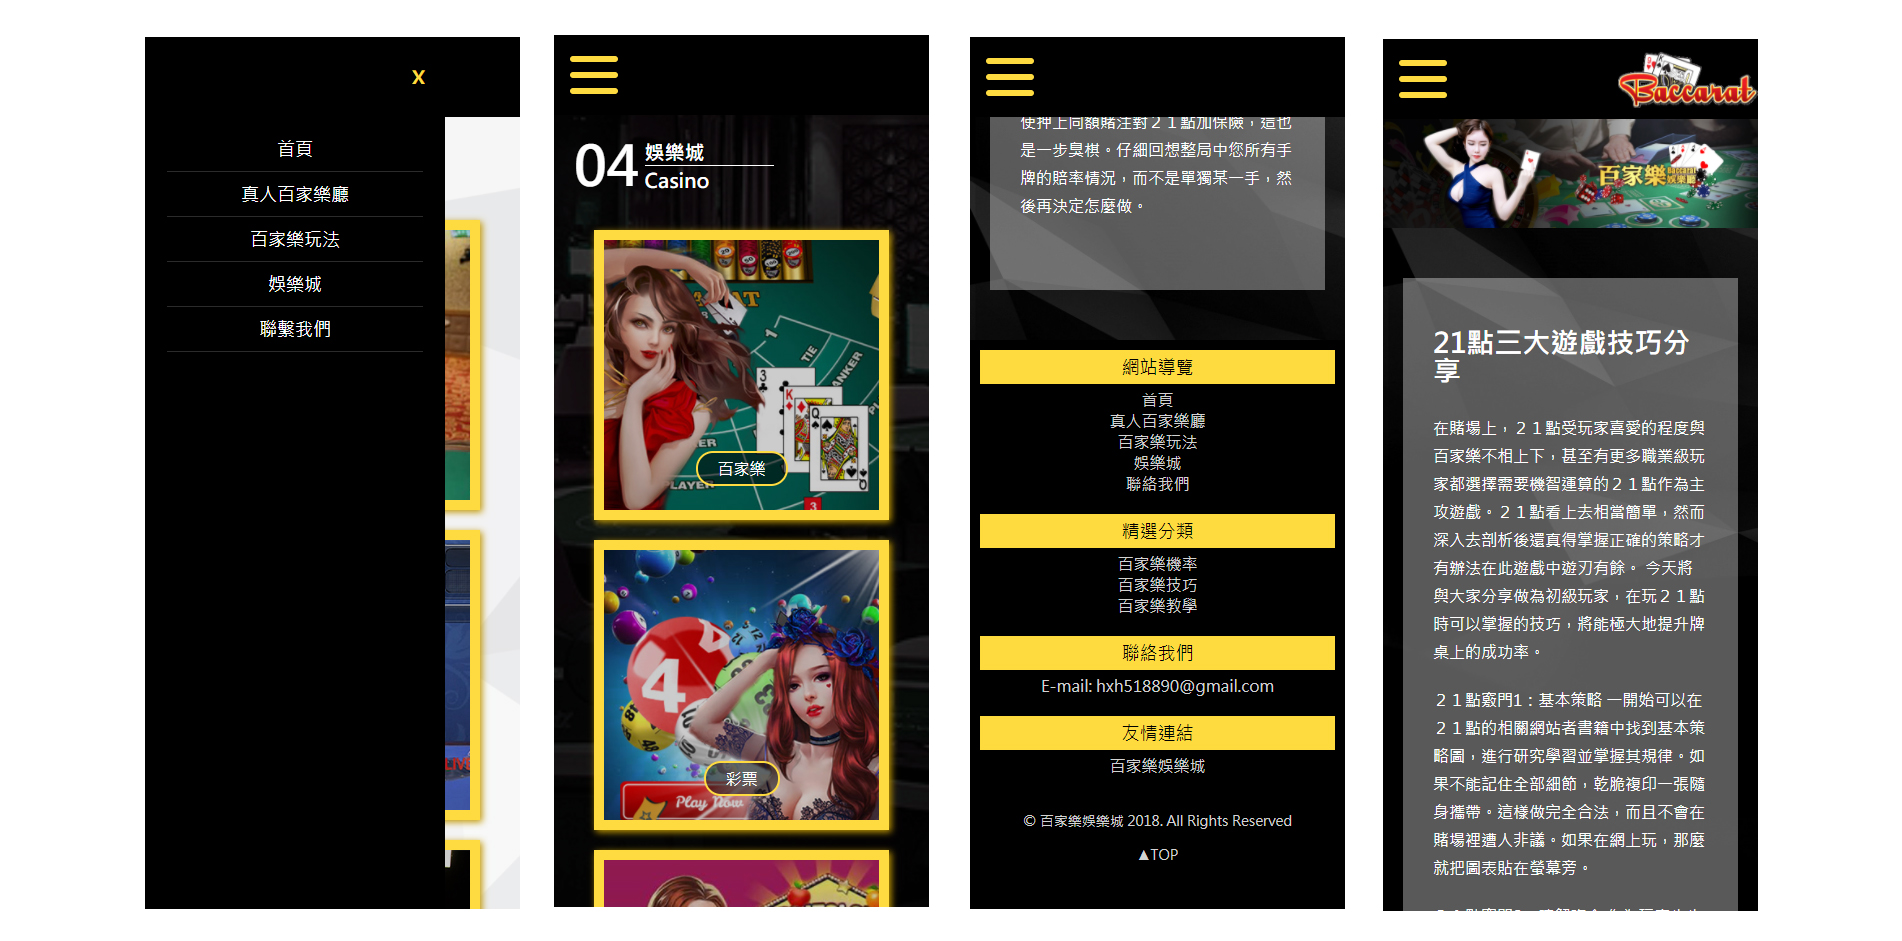 X
首頁
真人百家樂廳
百家樂玩法
娛樂城
聯繫我們
04
娛樂城
Casino
TIE
BANKER
PLAYER
百家樂
4
Play Now
彩票
使押上同額賭注對２１點加保險，這也
是一步臭棋。仔細回想整局中您所有手
牌的賠率情況，而不是單獨某一手，然
後再決定怎麼做。
網站導覽
首頁
真人百家樂廳
百家樂玩法
娛樂城
聯絡我們
精選分類
百家樂機率
百家樂技巧
百家樂教學
聯絡我們
E-mail: hxh518890@gmail.com
友情連結
百家樂娛樂城
© 百家樂娛樂城 2018. All Rights Reserved
▲TOP
Baccarat
百家樂 Baccarat 娛樂廳
21點三大遊戲技巧分
享
在賭場上，２１點受玩家喜愛的程度與
百家樂不相上下，甚至有更多職業級玩
家都選擇需要機智運算的２１點作為主
攻遊戲。２１點看上去相當簡單，然而
深入去剖析後還真得掌握正確的策略才
有辦法在此遊戲中遊刃有餘。 今天將
與大家分享做為初級玩家，在玩２１點
時可以掌握的技巧，將能極大地提升牌
桌上的成功率。
２１點竅門1：基本策略 一開始可以在
２１點的相關網站者書籍中找到基本策
略圖，進行研究學習並掌握其規律。如
果不能記住全部細節，乾脆複印一張隨
身攜帶。這樣做完全合法，而且不會在
賭場裡遭人非議。如果在網上玩，那麼
就把圖表貼在螢幕旁。